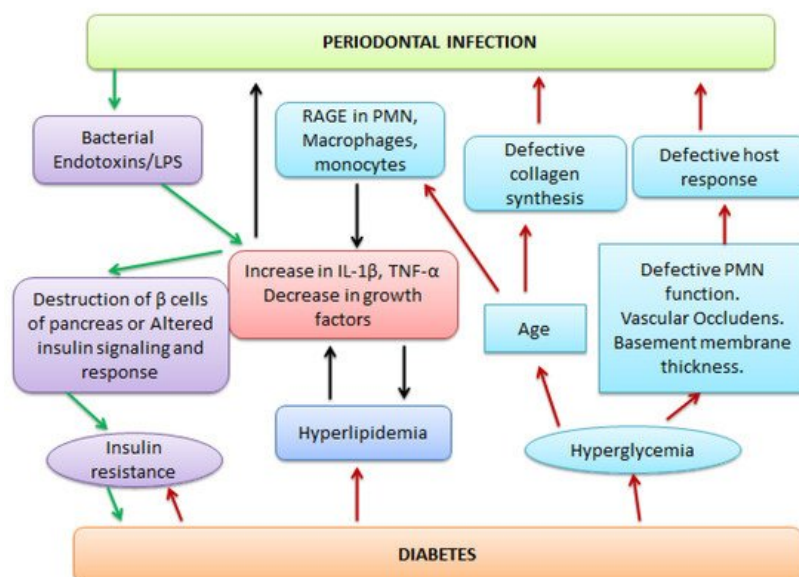 PERIODONTAL INFECTION
Bacterial
Endotoxins/LPS
RAGE in PMN,
Macrophages,
monocytes
Defective
collagen
synthesis
Defective host
response
Increase in IL-1β, TNF-α
Decrease in growth
factors
Destruction of β cells
of pancreas or Altered
insulin signaling and
response
Age
Defective PMN
function.
Vascular Occludens.
Basement membrane
thickness.
Insulin
resistance
Hyperlipidemia
Hyperglycemia
DIABETES